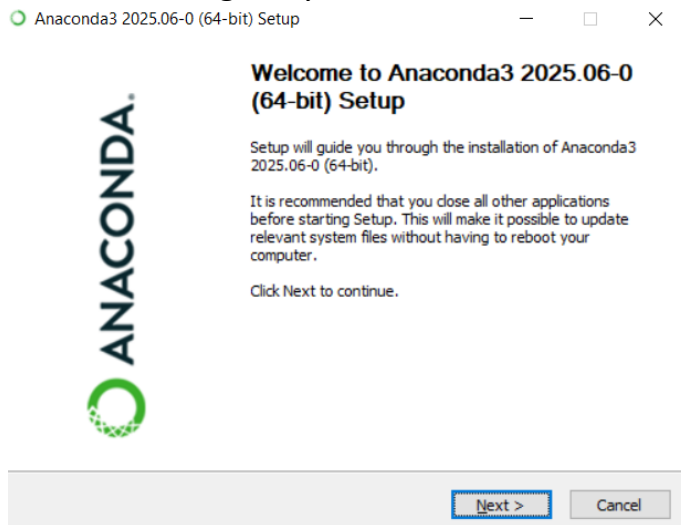 Anaconda3 2025.06-0 (64-bit) Setup
Welcome to Anaconda3 2025.06-0
(64-bit) Setup
Setup will guide you through the installation of Anaconda3
2025.06-0 (64-bit).
It is recommended that you close all other applications
before starting Setup. This will make it possible to update
relevant system files without having to reboot your
computer.
Click Next to continue.
ANACONDA.
Next >
Cancel